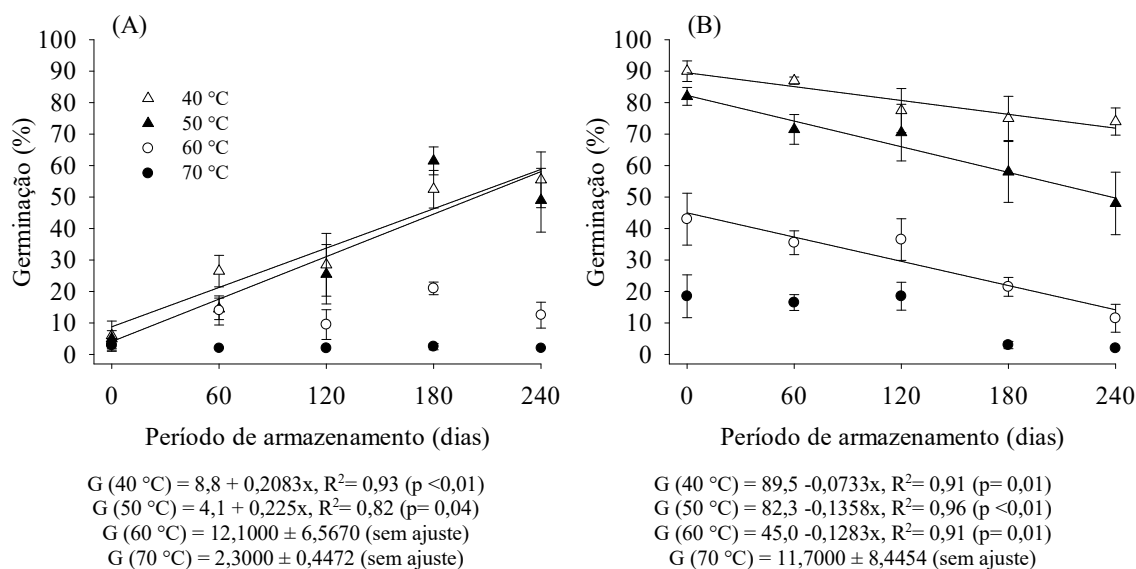 (A)
100
90
80
70
60
50
40
30
20
10
0
Germinação (%)
40 °C
50 °C
60 °C
70 °C
0 60 120 180 240
Período de armazenamento (dias)
G (40 °C) = 8,8 + 0,2083x, R²= 0,93 (p <0,01)
G (50 °C) = 4,1 + 0,225x, R²= 0,82 (p= 0,04)
G (60 °C) = 12,1000 ± 6,5670 (sem ajuste)
G (70 °C) = 2,3000 ± 0,4472 (sem ajuste)
(B)
100
90
80
70
60
50
40
30
20
10
0
Germinação (%)
0 60 120 180 240
Período de armazenamento (dias)
G (40 °C) = 89,5 -0,0733x, R²= 0,91 (p= 0,01)
G (50 °C) = 82,3 -0,1358x, R²= 0,96 (p <0,01)
G (60 °C) = 45,0 -0,1283x, R²= 0,91 (p= 0,01)
G (70 °C) = 11,7000 ± 8,4454 (sem ajuste)